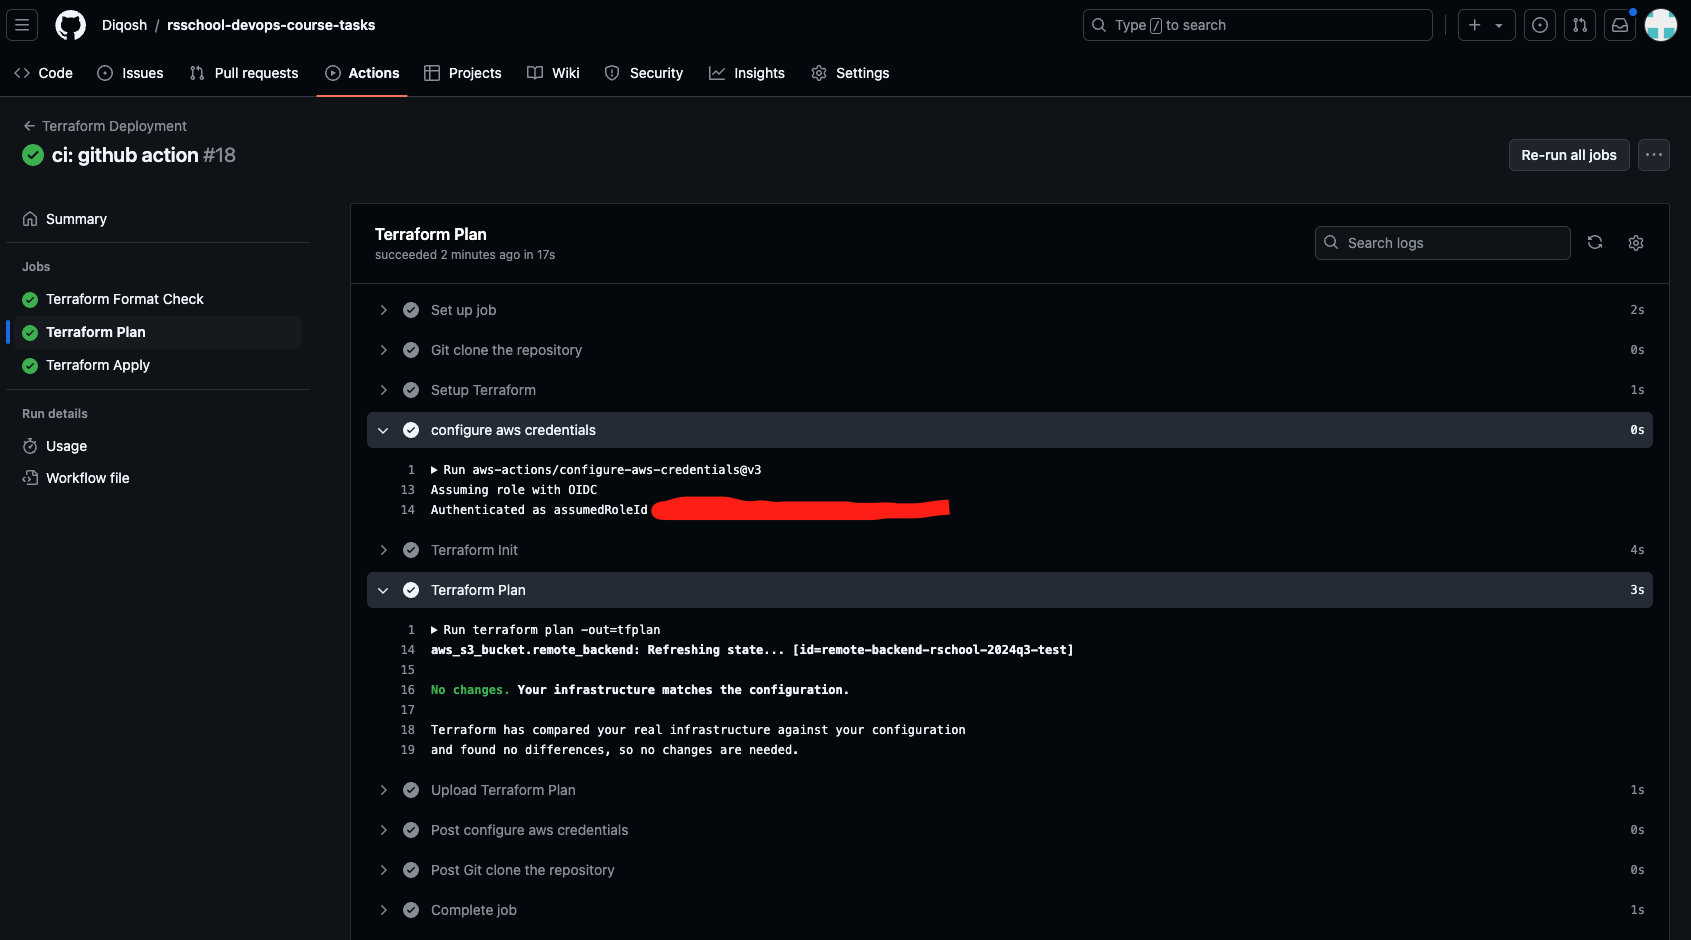 Diqosh / rsschool-devops-course-tasks
Type / to search
Code Issues Pull requests Actions Projects Wiki Security Insights Settings
Terraform Deployment
ci: github action #18
Re-run all jobs
Summary
Jobs
Terraform Format Check
Terraform Plan
Terraform Apply
Run details
Usage
Workflow file
Terraform Plan
succeeded 2 minutes ago in 17s
Search logs
Set up job 2s
Git clone the repository 0s
Setup Terraform 1s
configure aws credentials 0s
1 Run aws-actions/configure-aws-credentials@v3
13 Assuming role with OIDC
14 Authenticated as assumedRoleId
Terraform Init 4s
Terraform Plan 3s
1 Run terraform plan -out=tfplan
14 aws_s3_bucket.remote_backend: Refreshing state... [id=remote-backend-rschool-2024q3-test]
15
16 No changes. Your infrastructure matches the configuration.
17
18 Terraform has compared your real infrastructure against your configuration
19 and found no differences, so no changes are needed.
Upload Terraform Plan 1s
Post configure aws credentials 0s
Post Git clone the repository 0s
Complete job 1s